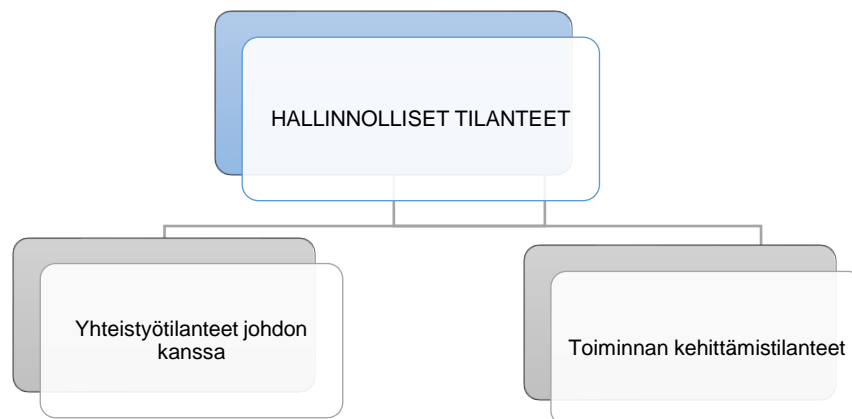 HALLINNOLLISET TILANTEET
Yhteistyötilanteet johdon
kanssa
Toiminnan kehittämistilanteet